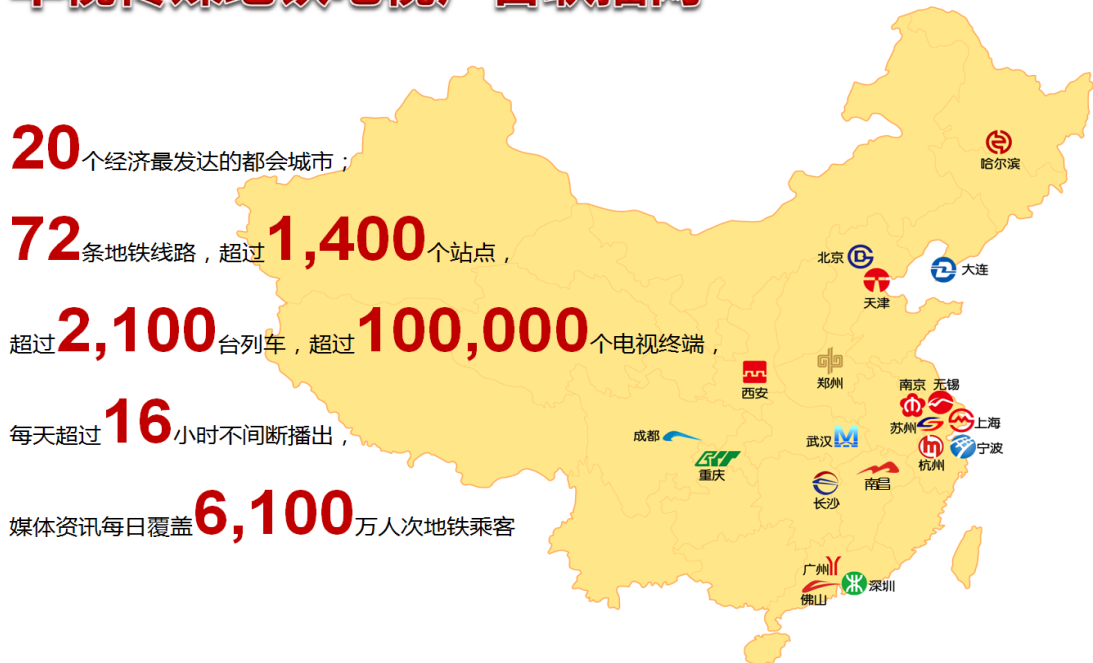 20个经济最发达的都会城市；
72条地铁线路，超过1,400个站点，
超过2,100台列车，超过100,000个电视终端，
每天超过16小时不间断播出，
媒体资讯每日覆盖6,100万人次地铁乘客
哈尔滨
北京
大连
天津
郑州
西安
南京 无锡
苏州
上海
成都
武汉
宁波
杭州
重庆
南昌
长沙
广州
深圳
佛山